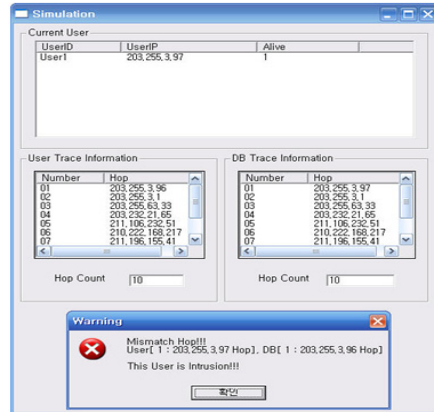 Simulation
Current User
UserID UserIP Alive
User1 203,255,3,97 1
User Trace Information
Number Hop
01 203,255,3,96
02 203,255,3,1
03 203,255,63,33
04 203,232,21,65
05 211,106,232,51
06 210,222,168,217
07 211,196,155,41
Hop Count 10
DB Trace Information
Number Hop
01 203,255,3,97
02 203,255,3,1
03 203,255,63,33
04 203,232,21,65
05 211,106,232,51
06 210,222,168,217
07 211,196,155,41
Hop Count 10
Warning
Mismatch Hop!!!
User[ 1 : 203,255,3,97 Hop], DB[ 1 : 203,255,3,96 Hop]
This User is Intrusion!!!
확인